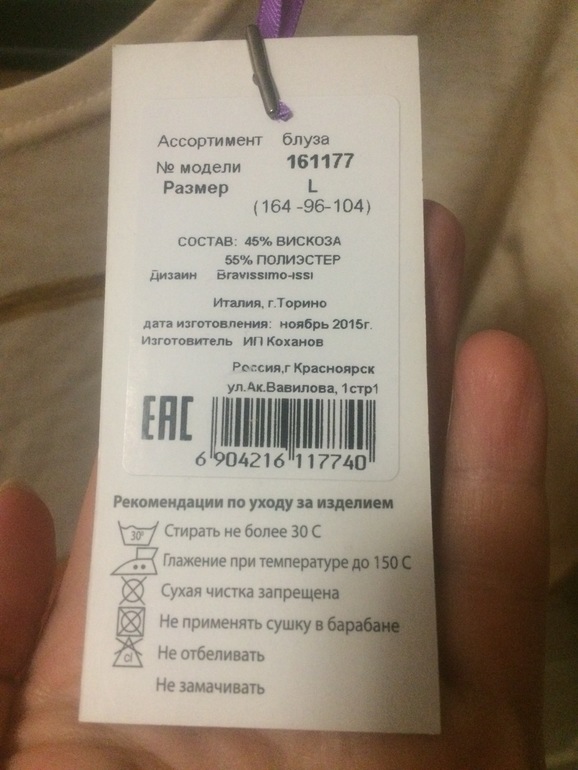 Ассортимент блуза
№ модели 161177
Размер L
(164 -96-104)
СОСТАВ: 45% ВИСКОЗА
55% ПОЛИЭСТЕР
Дизайн Bravissimo-issi
Италия, г.Торино
дата изготовления: ноябрь 2015г.
Изготовитель ИП Коханов
Россия,г Красноярск
ул.Ак.Вавилова, 1стр1
EAC
6 904216 117740
Рекомендации по уходу за изделием
30° Стирать не более 30 С
Глажение при температуре до 150 С
Сухая чистка запрещена
Не применять сушку в барабане
cl Не отбеливать
Не замачивать